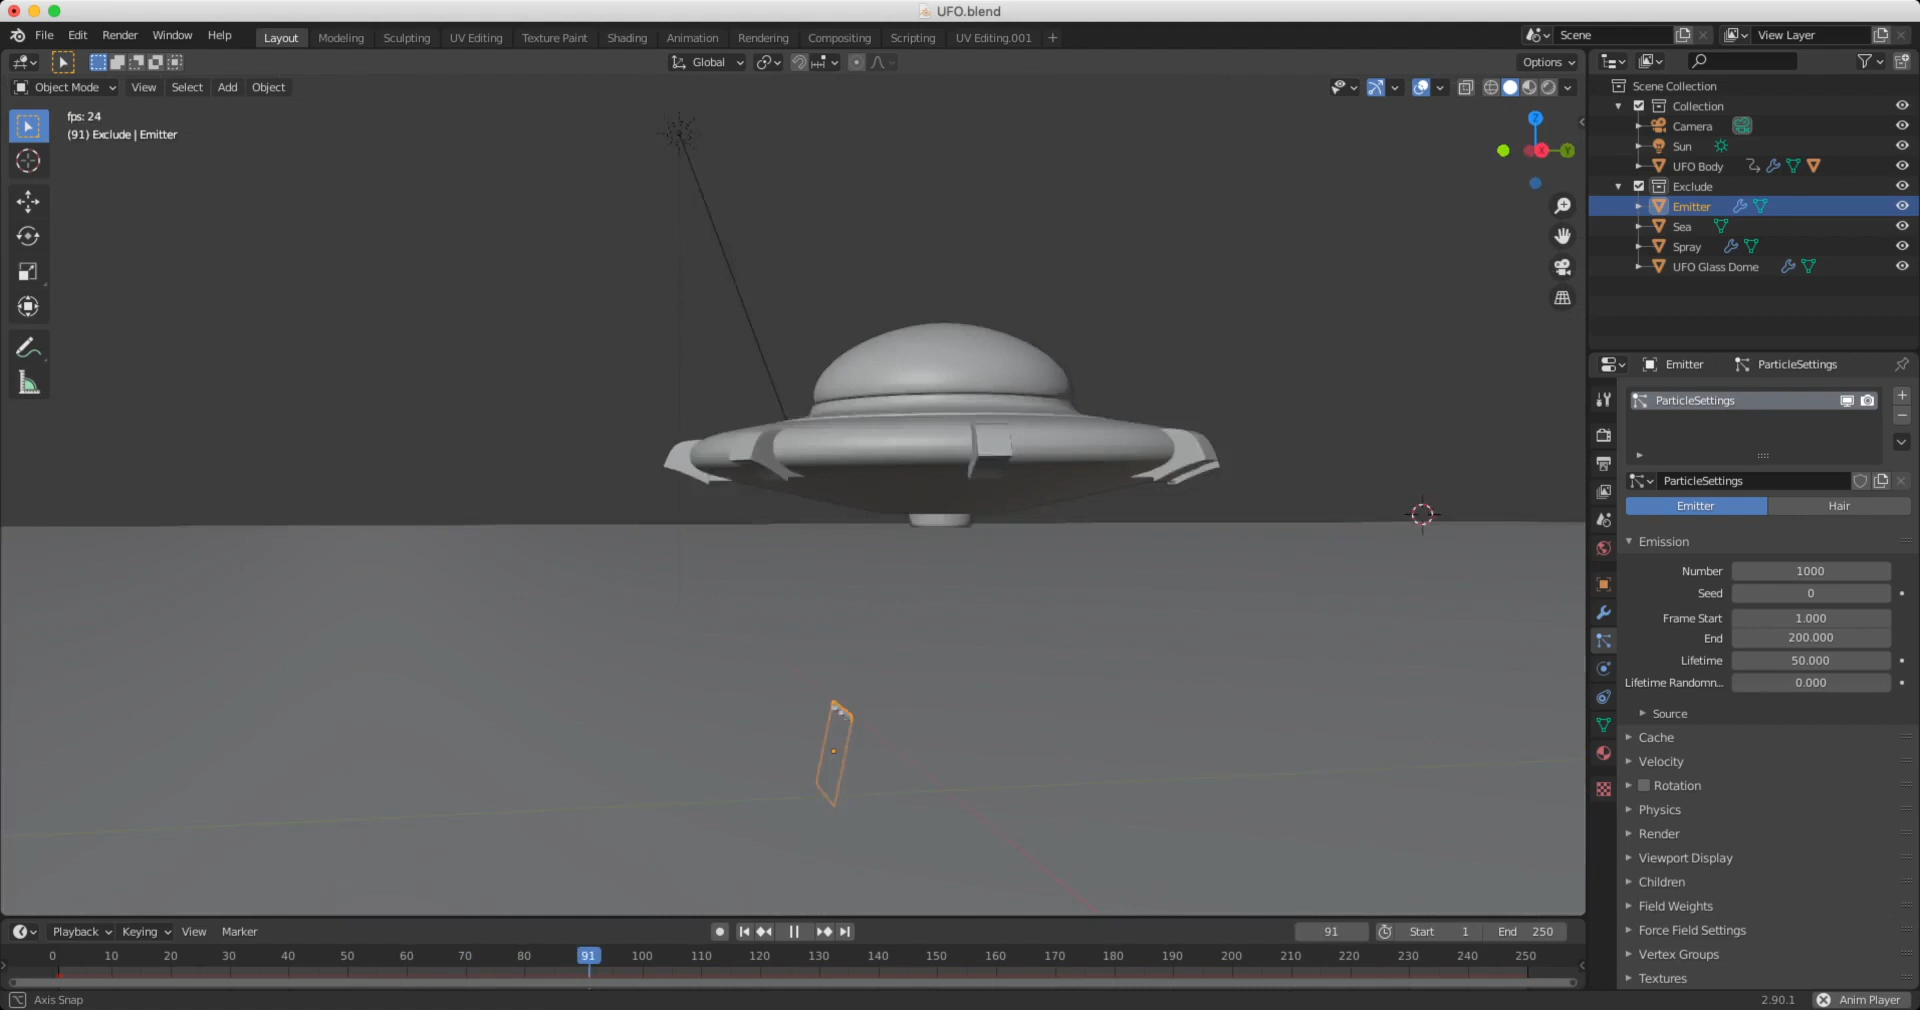 UFO.blend
File Edit Render Window Help
Layout Modeling Sculpting UV Editing Texture Paint Shading Animation Rendering Compositing Scripting UV Editing.001 +
Scene View Layer
Global Options
Object Mode View Select Add Object
fps: 24
(91) Exclude | Emitter
Z
X
Y
Scene Collection
Collection
Camera
Sun
UFO Body
Exclude
Emitter
Sea
Spray
UFO Glass Dome
Emitter ParticleSettings
ParticleSettings
ParticleSettings
Emitter Hair
Emission
Number 1000
Seed 0
Frame Start 1.000
End 200.000
Lifetime 50.000
Lifetime Randomn... 0.000
Source
Cache
Velocity
Rotation
Physics
Render
Viewport Display
Children
Field Weights
Force Field Settings
Vertex Groups
Textures
Playback Keying View Marker 91 Start 1 End 250
0 10 20 30 40 50 60 70 80 91 100 110 120 130 140 150 160 170 180 190 200 210 220 230 240 250
Axis Snap 2.90.1 Anim Player